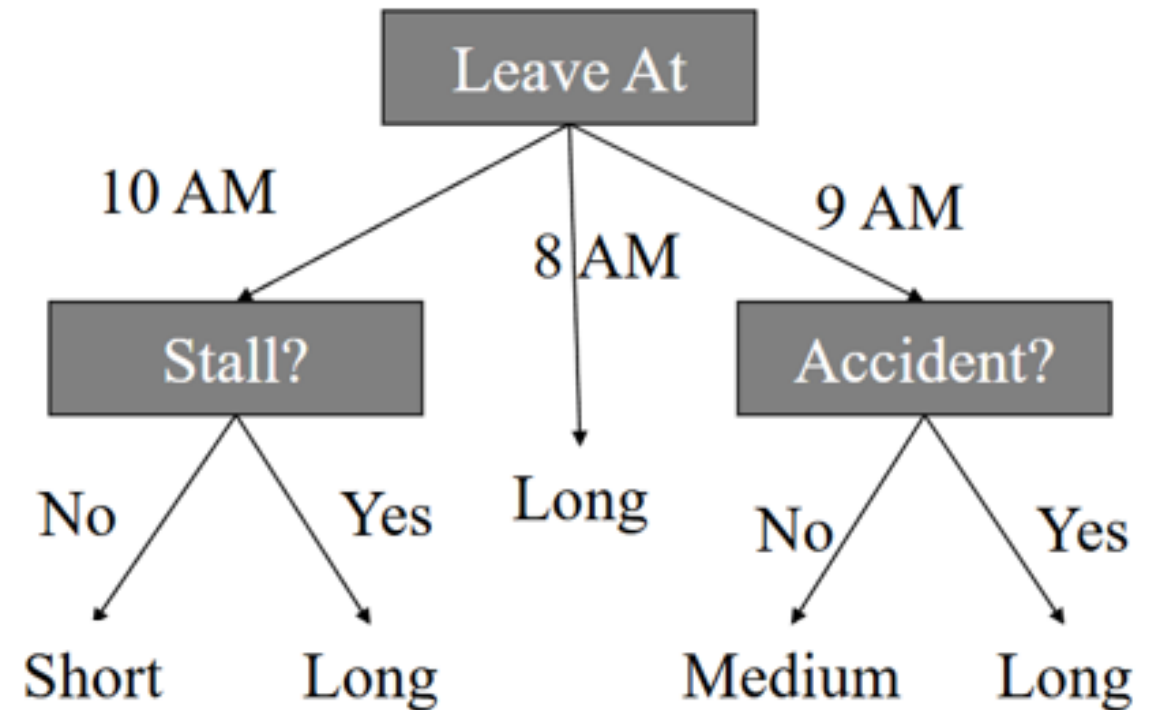 Leave At
10 AM
8 AM
9 AM
Stall?
Accident?
No
Yes
Long
No
Yes
Short
Long
Medium
Long